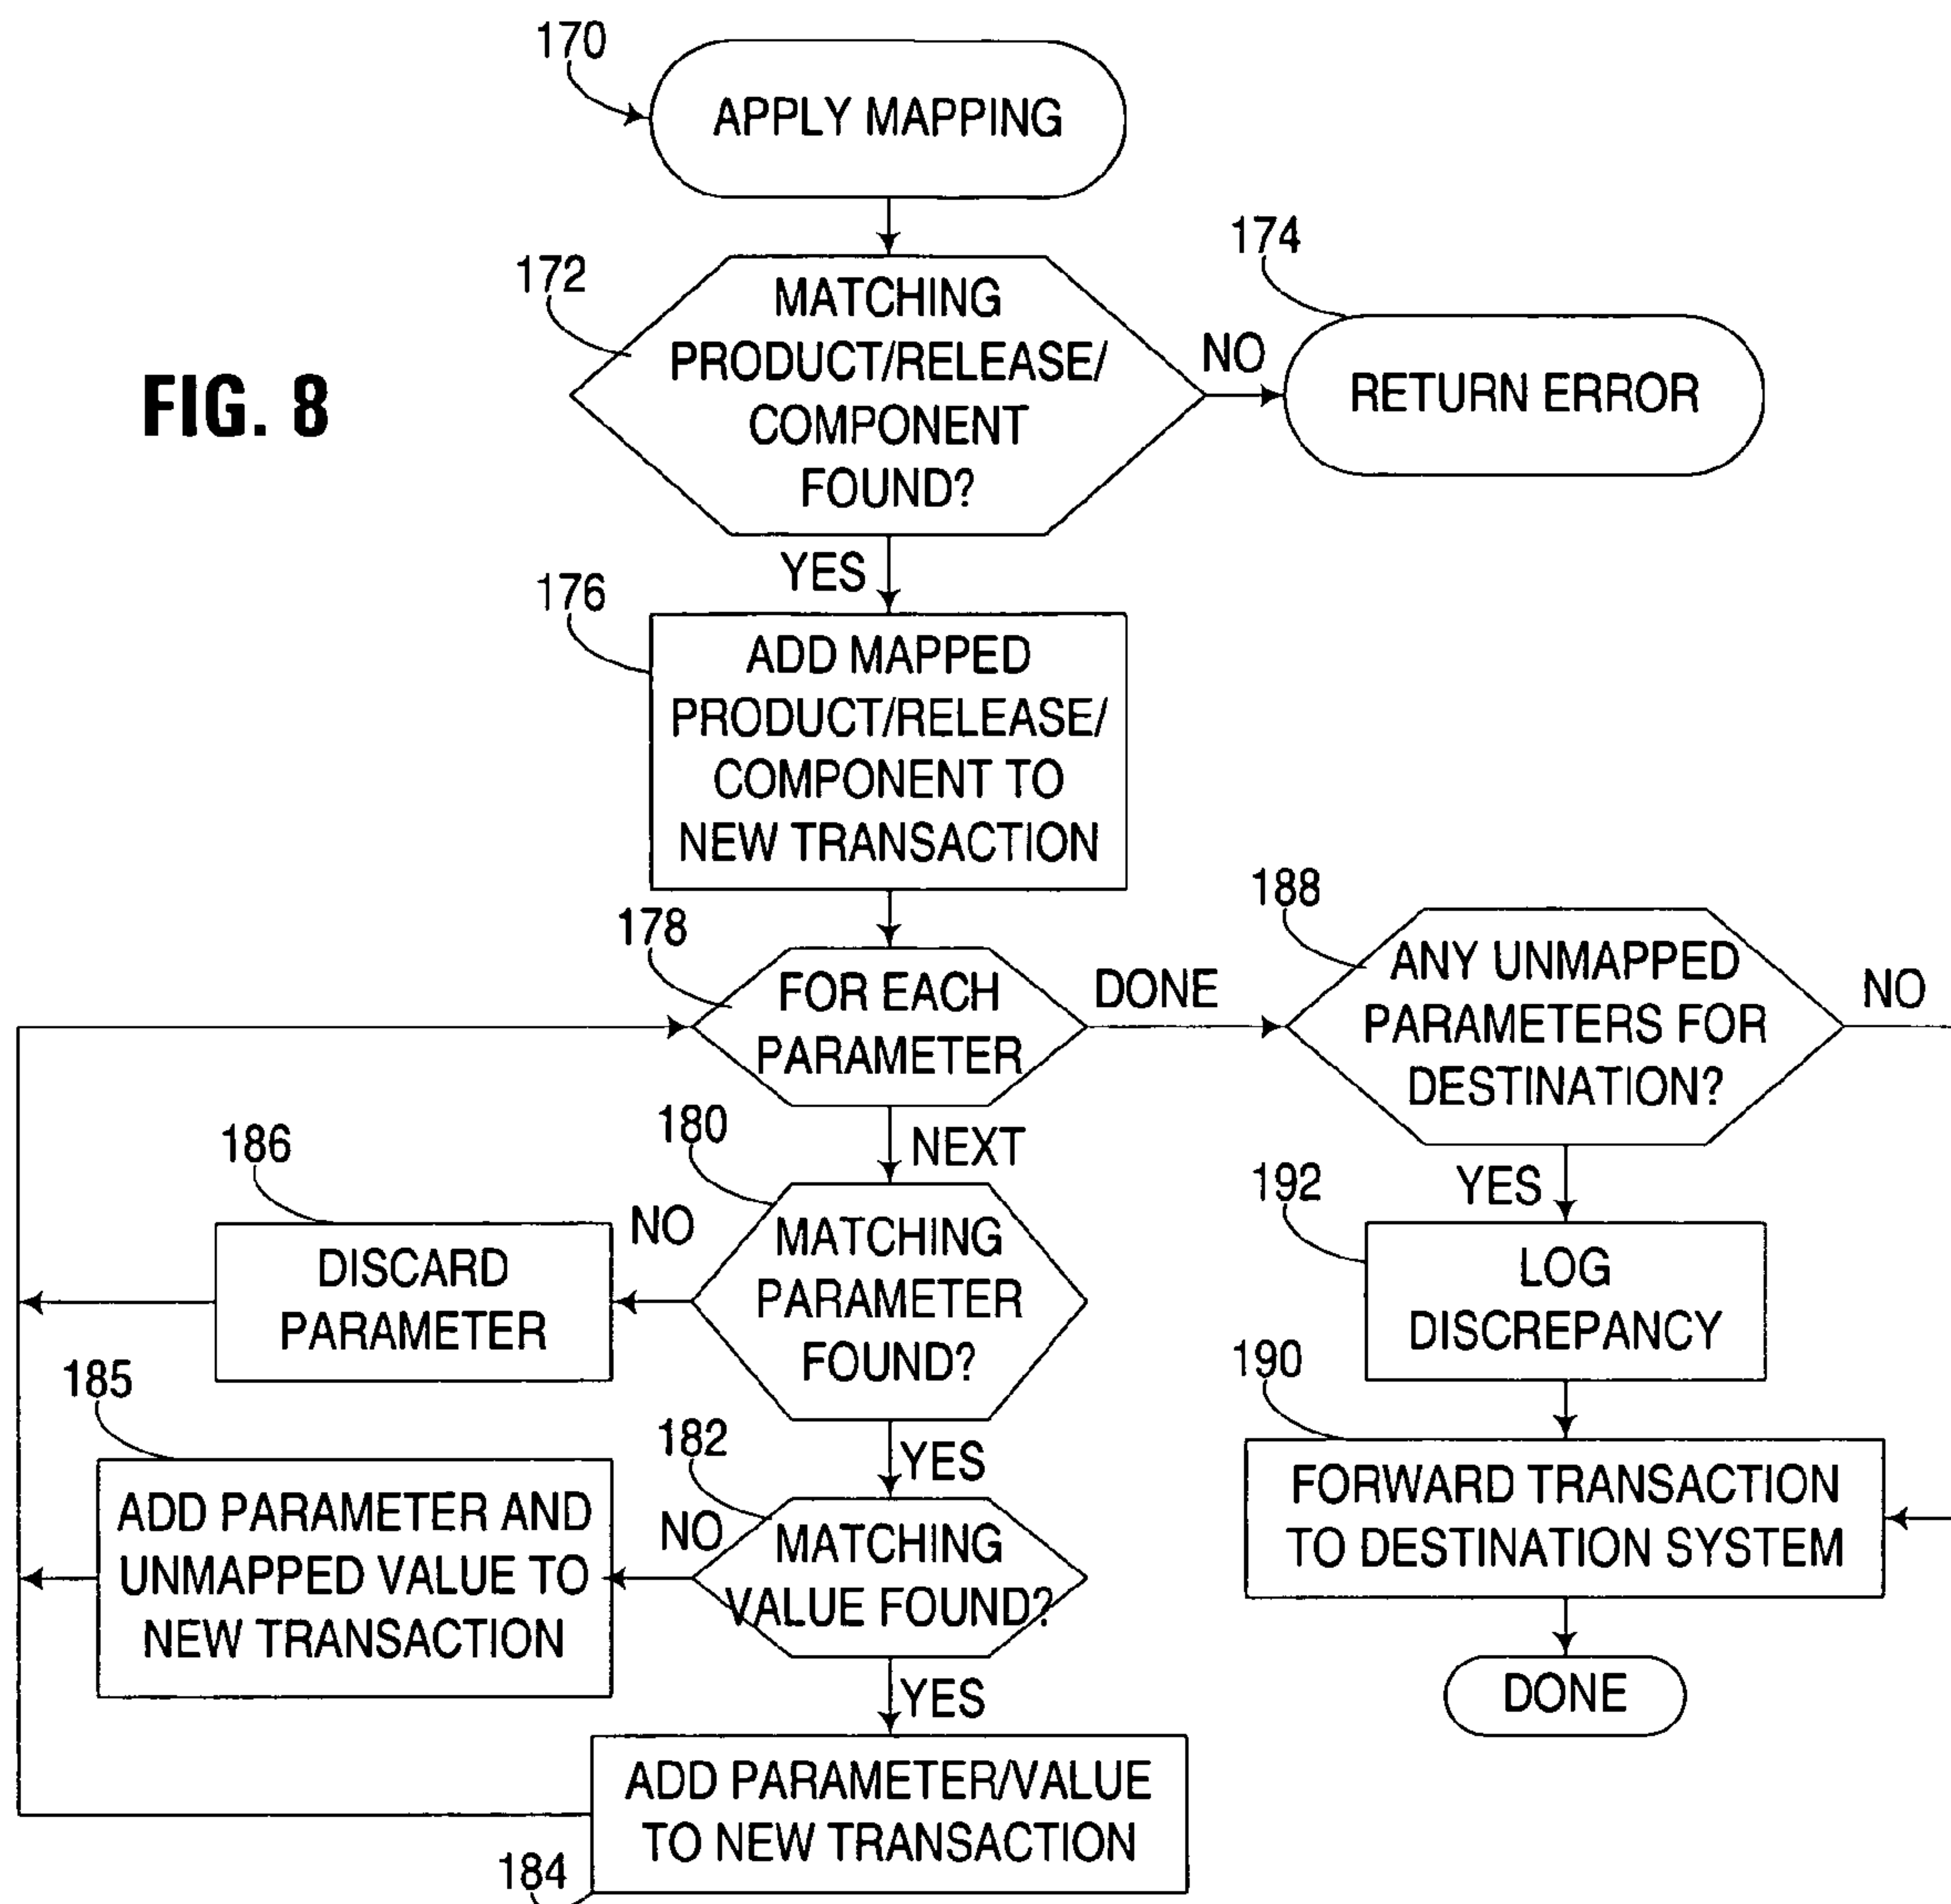 170
APPLY MAPPING
172
MATCHING
PRODUCT/RELEASE/
COMPONENT
FOUND?
NO
174
RETURN ERROR
FIG. 8
YES
176
ADD MAPPED
PRODUCT/RELEASE/
COMPONENT TO
NEW TRANSACTION
178
FOR EACH
PARAMETER
DONE
188
ANY UNMAPPED
PARAMETERS FOR
DESTINATION?
NO
NEXT
180
MATCHING
PARAMETER
FOUND?
NO
186
DISCARD
PARAMETER
YES
192
LOG
DISCREPANCY
YES
182
MATCHING
VALUE FOUND?
NO
185
ADD PARAMETER AND
UNMAPPED VALUE TO
NEW TRANSACTION
190
FORWARD TRANSACTION
TO DESTINATION SYSTEM
DONE
YES
ADD PARAMETER/VALUE
TO NEW TRANSACTION
184